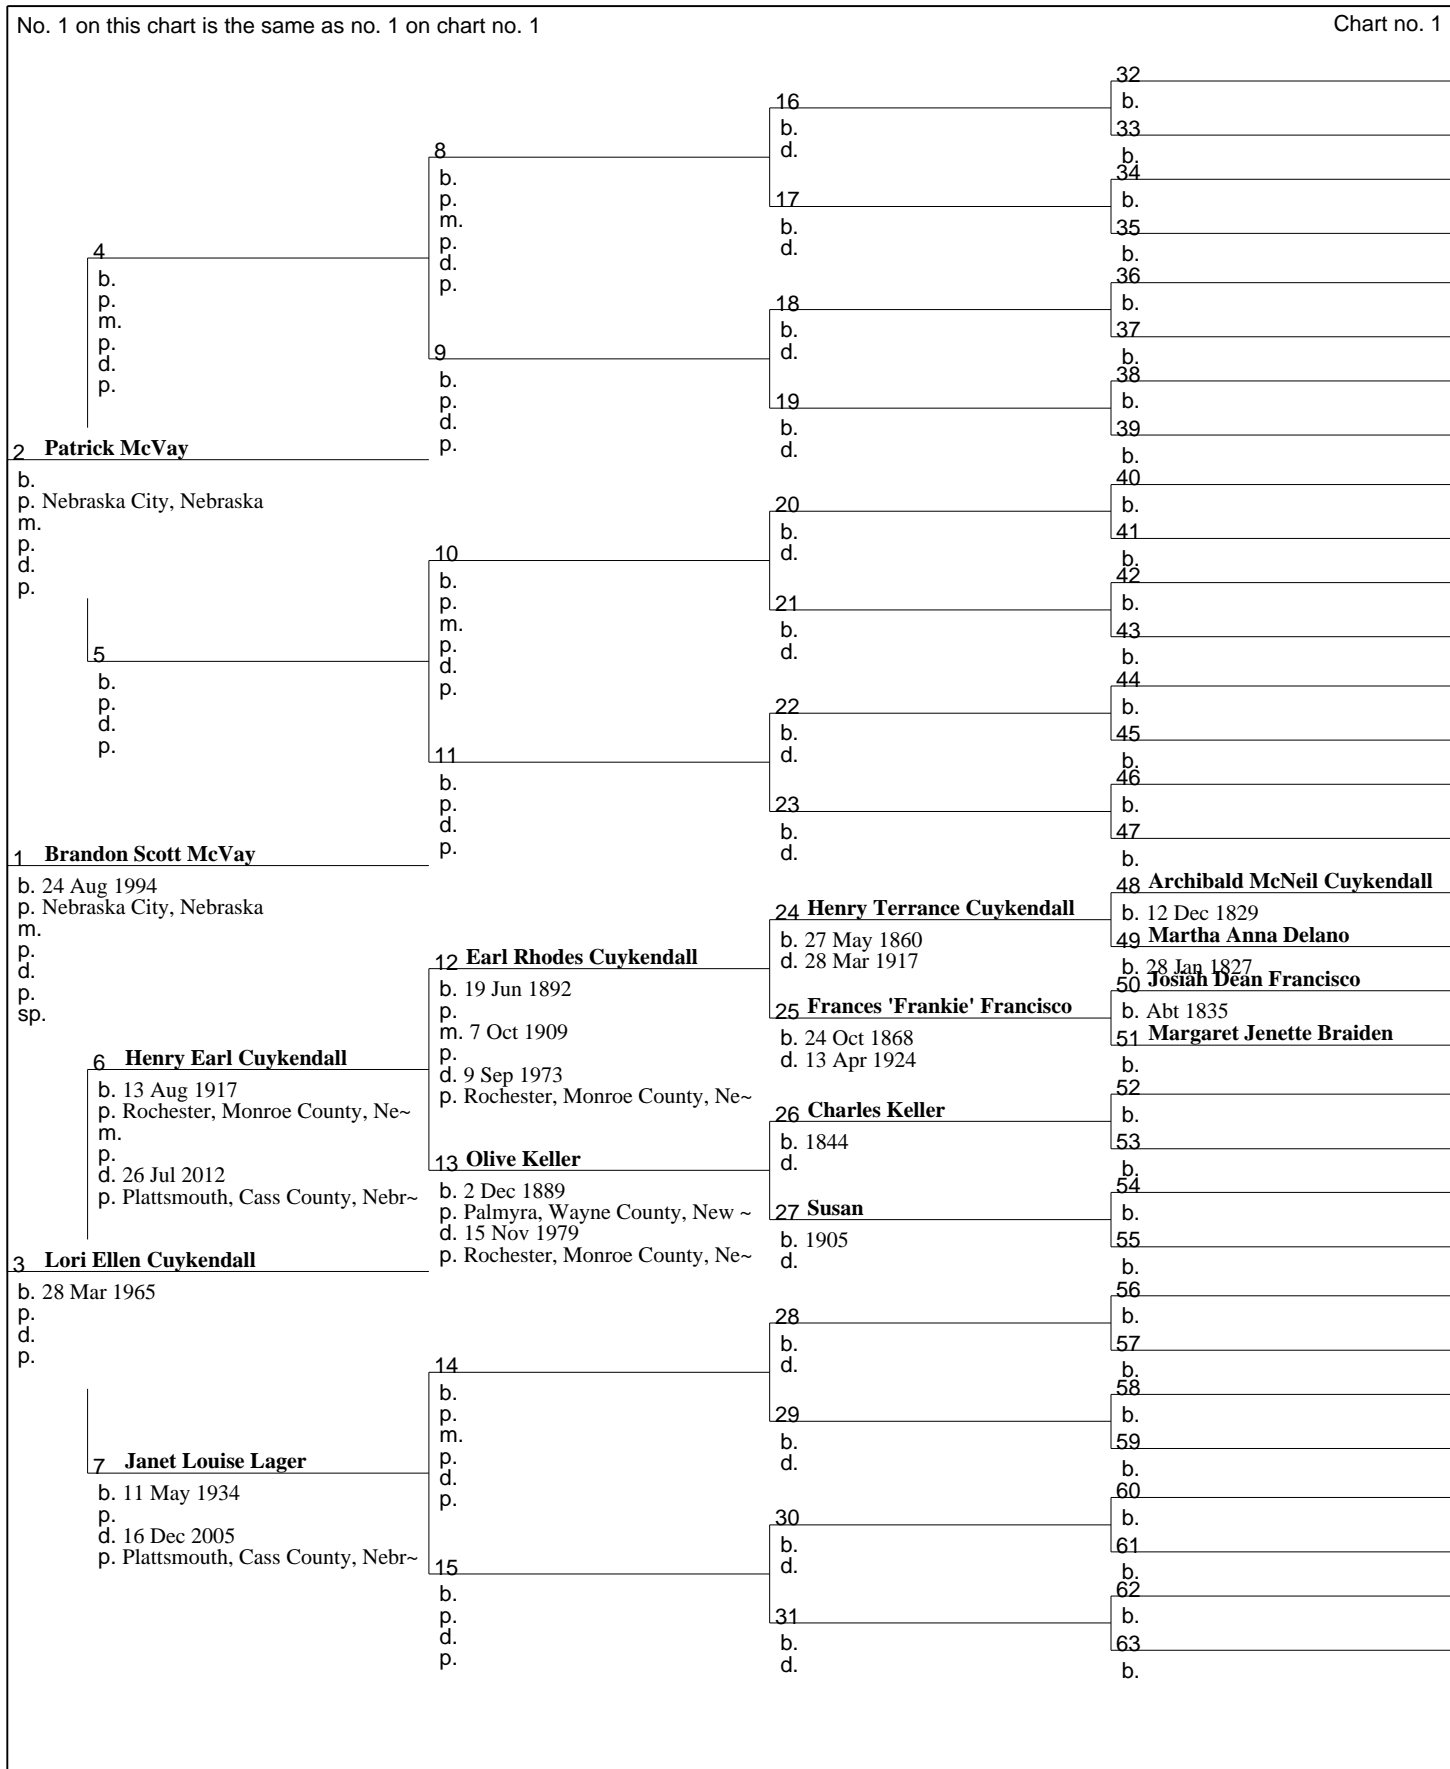 No. 1 on this chart is the same as no. 1 on chart no. 1
Chart no. 1
2 Patrick McVay
b.
p. Nebraska City, Nebraska
m.
p.
d.
p.
1 Brandon Scott McVay
b. 24 Aug 1994
p. Nebraska City, Nebraska
m.
p.
d.
p.
sp.
3 Lori Ellen Cuykendall
b. 28 Mar 1965
p.
d.
p.
4
b.
p.
m.
p.
d.
p.
5
b.
p.
d.
p.
6 Henry Earl Cuykendall
b. 13 Aug 1917
p. Rochester, Monroe County, Ne~
m.
p.
d. 26 Jul 2012
p. Plattsmouth, Cass County, Nebr~
7 Janet Louise Lager
b. 11 May 1934
p.
d. 16 Dec 2005
p. Plattsmouth, Cass County, Nebr~
8
b.
p.
m.
p.
d.
p.
9
b.
p.
d.
p.
10
b.
p.
m.
p.
d.
p.
11
b.
p.
d.
p.
12 Earl Rhodes Cuykendall
b. 19 Jun 1892
p.
m. 7 Oct 1909
p.
d. 9 Sep 1973
p. Rochester, Monroe County, Ne~
13 Olive Keller
b. 2 Dec 1889
p. Palmyra, Wayne County, New ~
d. 15 Nov 1979
p. Rochester, Monroe County, Ne~
14
b.
p.
m.
p.
d.
p.
15
b.
p.
d.
p.
16
b.
d.
17
b.
d.
18
b.
d.
19
b.
d.
20
b.
d.
21
b.
d.
22
b.
d.
23
b.
d.
24 Henry Terrance Cuykendall
b. 27 May 1860
d. 28 Mar 1917
25 Frances 'Frankie' Francisco
b. 24 Oct 1868
d. 13 Apr 1924
26 Charles Keller
b. 1844
d.
27 Susan
b. 1905
d.
28
b.
d.
29
b.
d.
30
b.
d.
31
b.
d.
32
b.
33
b.
34
b.
35
b.
36
b.
37
b.
38
b.
39
b.
40
b.
41
b.
42
b.
43
b.
44
b.
45
b.
46
b.
47
b.
48 Archibald McNeil Cuykendall
b. 12 Dec 1829
49 Martha Anna Delano
b. 28 Jan 1827
50 Josiah Dean Francisco
b. Abt 1835
51 Margaret Jenette Braiden
b.
52
b.
53
b.
54
b.
55
b.
56
b.
57
b.
58
b.
59
b.
60
b.
61
b.
62
b.
63
b.